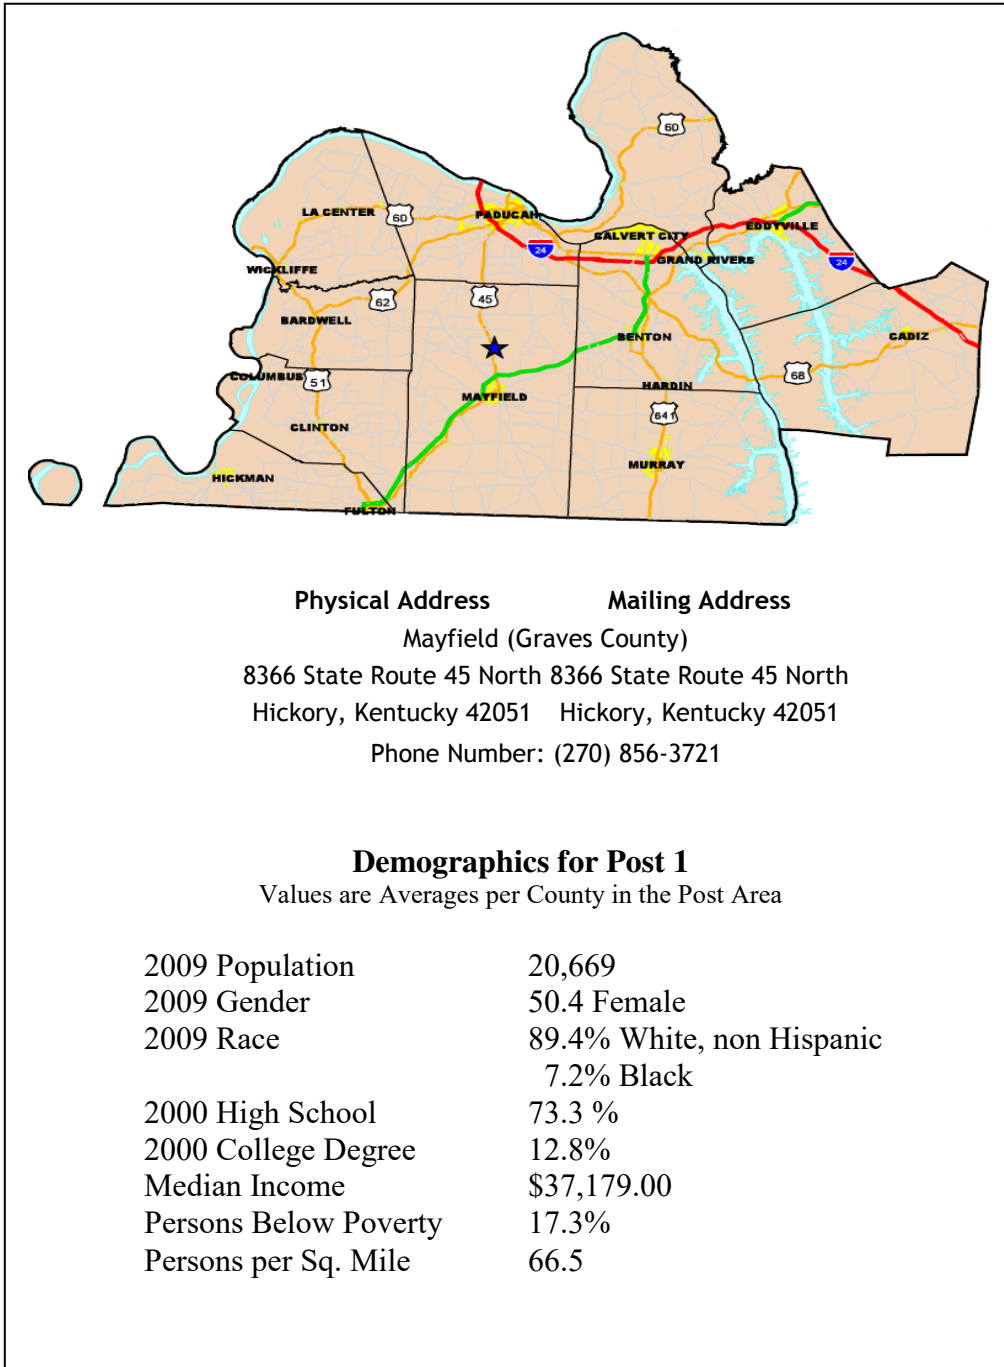 60
LA CENTER
60
PADUCAH
CALVERT CITY
EDDYVILLE
24
GRAND RIVERS
24
WICKLIFFE
62
45
BARDWELL
BENTON
CADIZ
COLUMBUS
51
68
HARDIN
MAYFIELD
641
CLINTON
MURRAY
HICKMAN
FULTON
Physical Address Mailing Address
Mayfield (Graves County)
8366 State Route 45 North 8366 State Route 45 North
Hickory, Kentucky 42051 Hickory, Kentucky 42051
Phone Number: (270) 856-3721
Demographics for Post 1
Values are Averages per County in the Post Area
2009 Population 20,669
2009 Gender 50.4 Female
2009 Race 89.4% White, non Hispanic
7.2% Black
2000 High School 73.3 %
2000 College Degree 12.8%
Median Income $37,179.00
Persons Below Poverty 17.3%
Persons per Sq. Mile 66.5